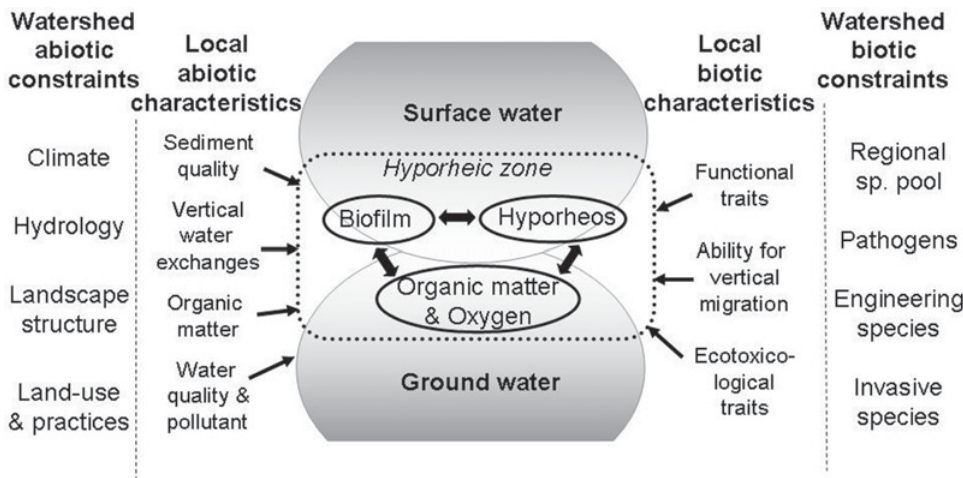 Watershed
abiotic
constraints
Climate
Hydrology
Landscape
structure
Land-use
& practices
Local
abiotic
characteristics
Sediment
quality
Vertical
water
exchanges
Organic
matter
Water
quality &
pollutant
Surface water
Hyporheic zone
Biofilm
Hyporheos
Organic matter
& Oxygen
Ground water
Local
biotic
characteristics
Functional
traits
Ability for
vertical
migration
Ecotoxico-
logical
traits
Watershed
biotic
constraints
Regional
sp. pool
Pathogens
Engineering
species
Invasive
species